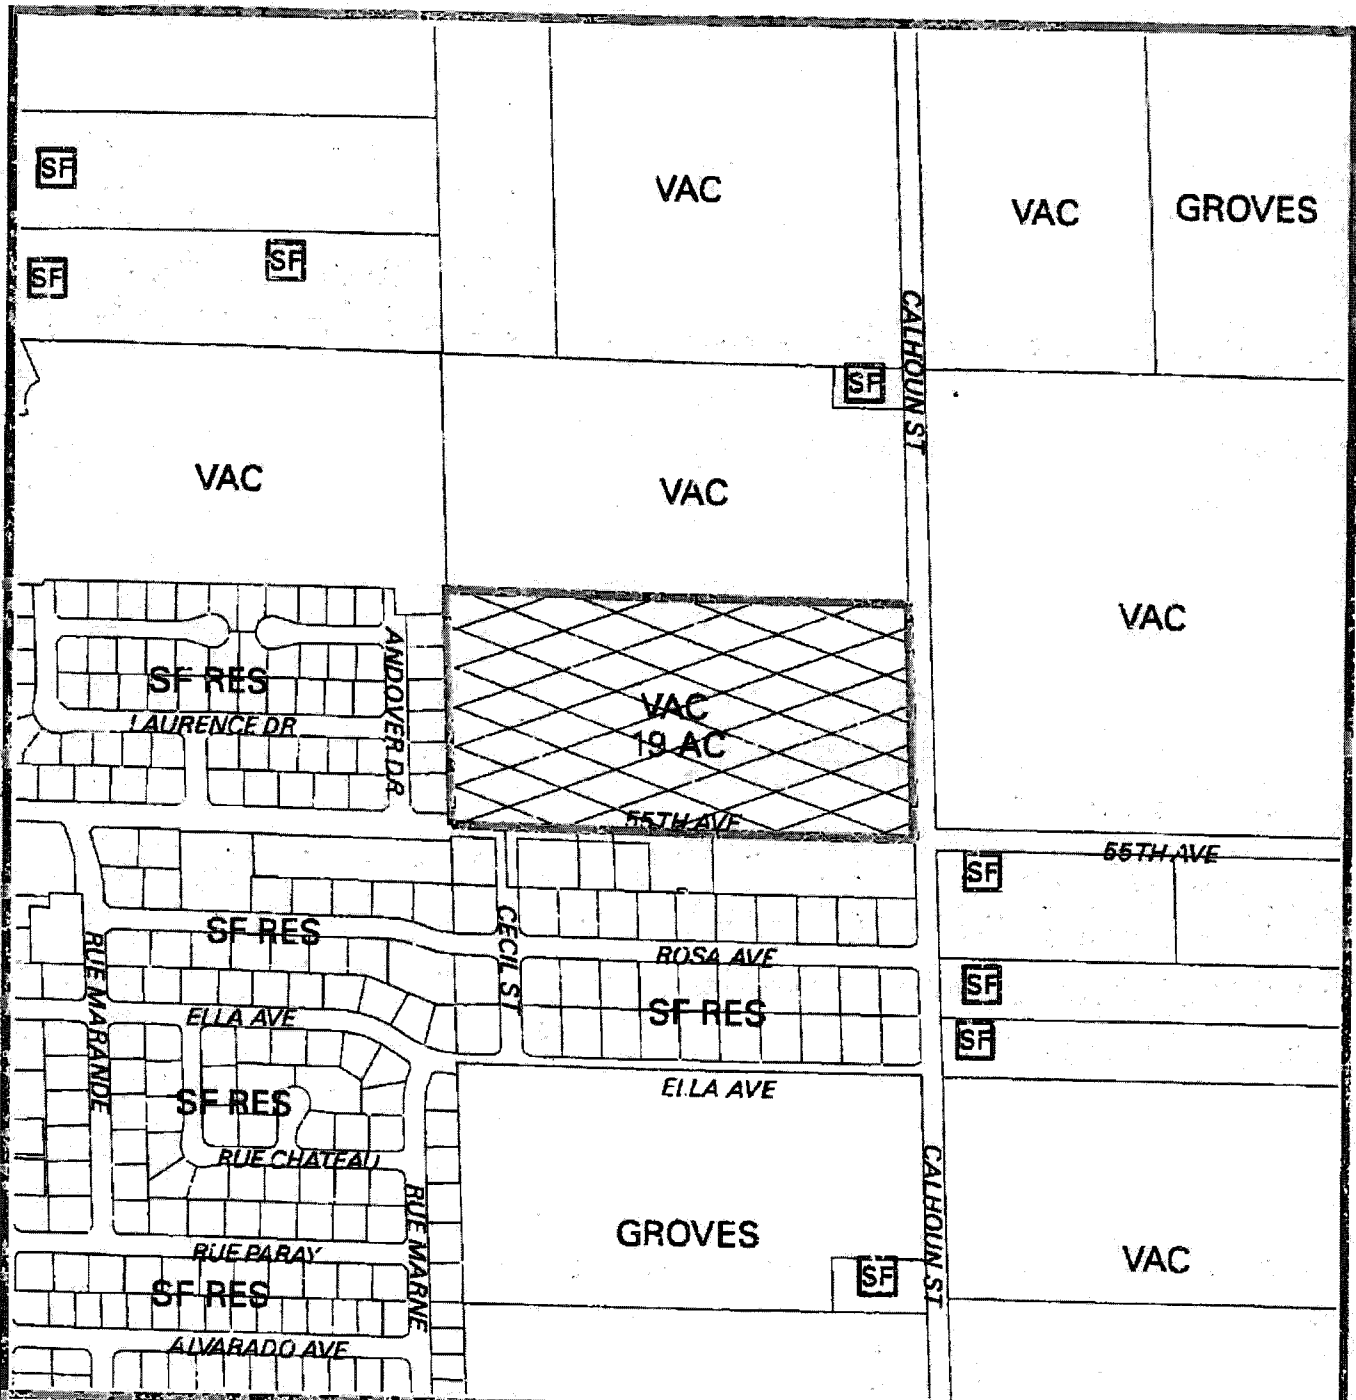 SF
VAC
VAC
GROVES
SF
SF
CALHOUN ST
SF
VAC
VAC
VAC
SF RES
ANDOVER DR
LAURENCE DR
VAC
19 AC
55TH AVE
55TH AVE
SF
SF RES
CECIL ST
RUE MARANDE
ROSA AVE
SF
SF RES
ELLA AVE
SF
ELLA AVE
SF RES
RUE CHATEAU
CALHOUN ST
RUE MARNE
GROVES
RUE PARAY
VAC
SF
SF RES
ALVARADO AVE